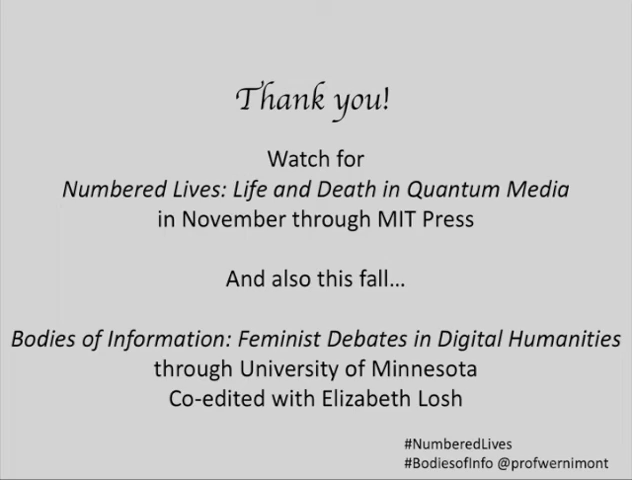 Thank you!
Watch for
Numbered Lives: Life and Death in Quantum Media
in November through MIT Press
And also this fall...
Bodies of Information: Feminist Debates in Digital Humanities
through University of Minnesota
Co-edited with Elizabeth Losh
#NumberedLives
#BodiesofInfo @profwernimont